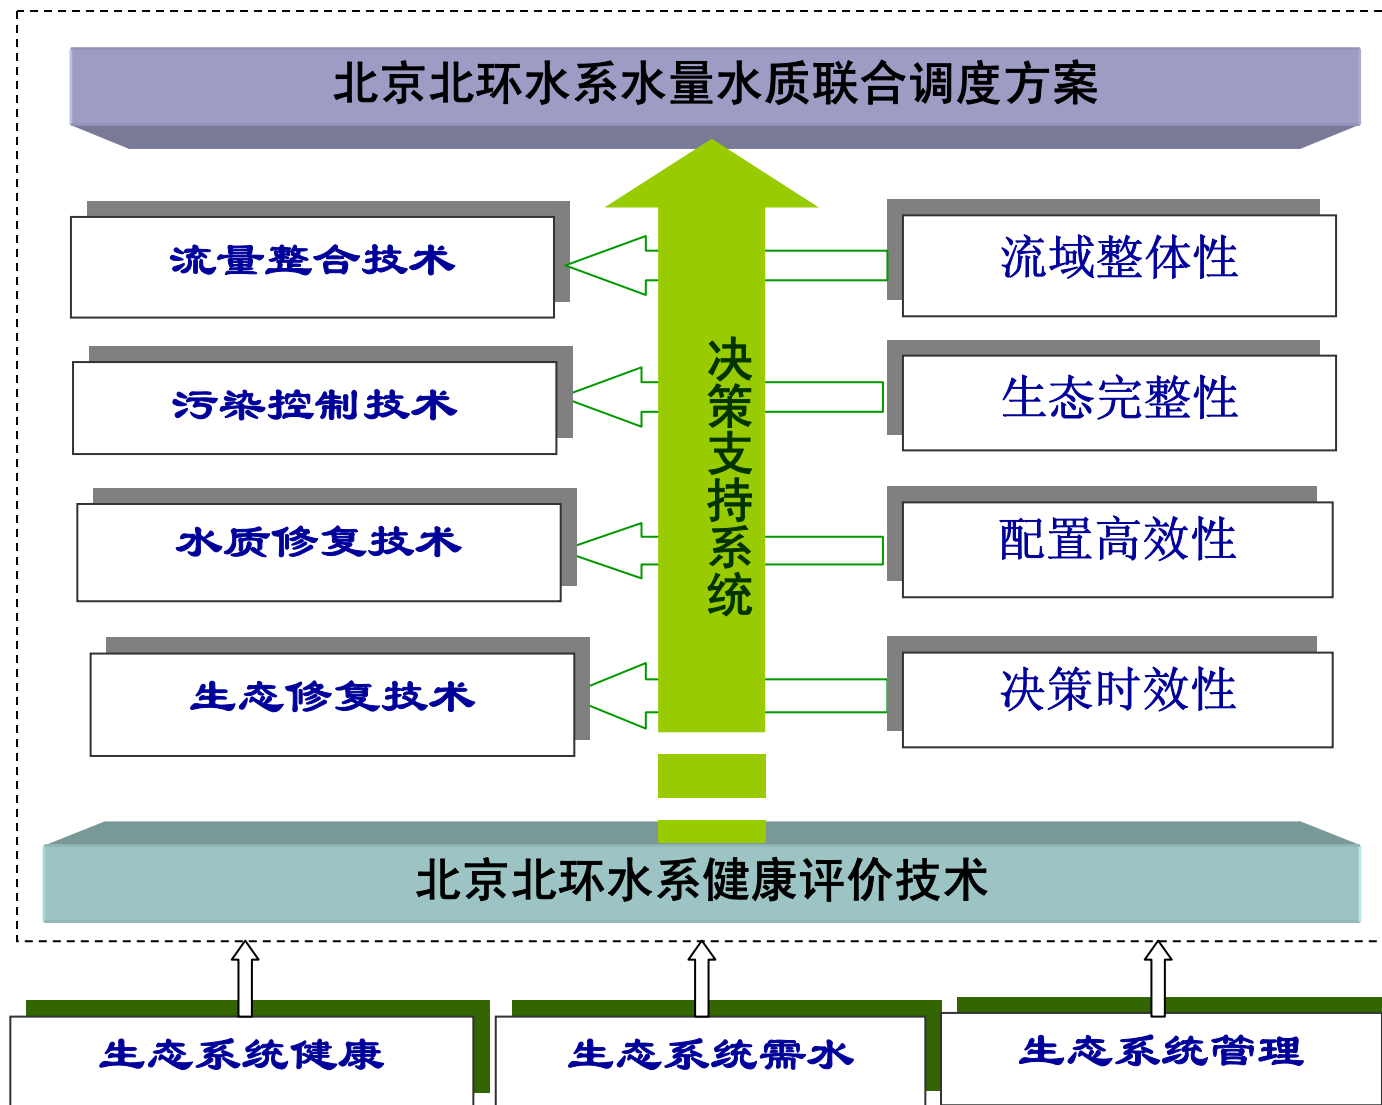 北京北环水系水量水质联合调度方案
流量整合技术
流域整体性
污染控制技术
生态完整性
水质修复技术
配置高效性
生态修复技术
决策时效性
决策支持系统
北京北环水系健康评价技术
生态系统健康
生态系统需水
生态系统管理